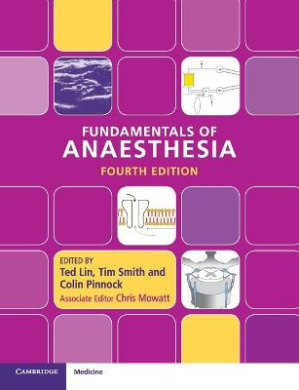 FUNDAMENTALS OF
ANAESTHESIA
FOURTH EDITION
EDITED BY
Ted Lin, Tim Smith and
Colin Pinnock
Associate Editor Chris Mowatt
CAMBRIDGE
Medicine